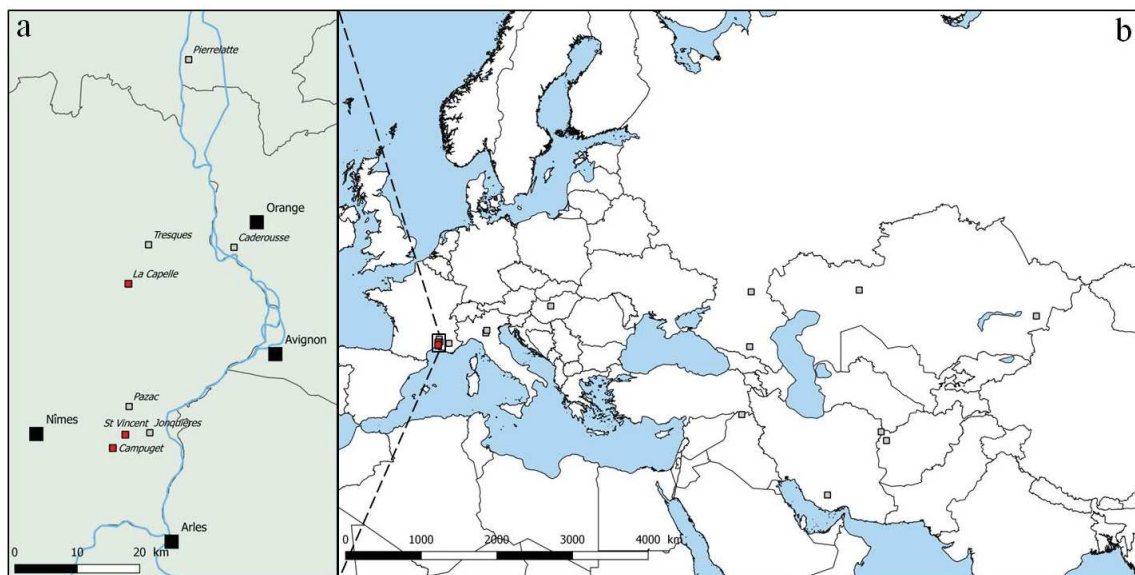 a
Pierrelatte
Orange
Tresques
Caderousse
La Capelle
Avignon
Pazac
Nîmes
St Vincent Jonquières
Campuget
Arles
0 10 20 km
b
0 1000 2000 3000 4000 km